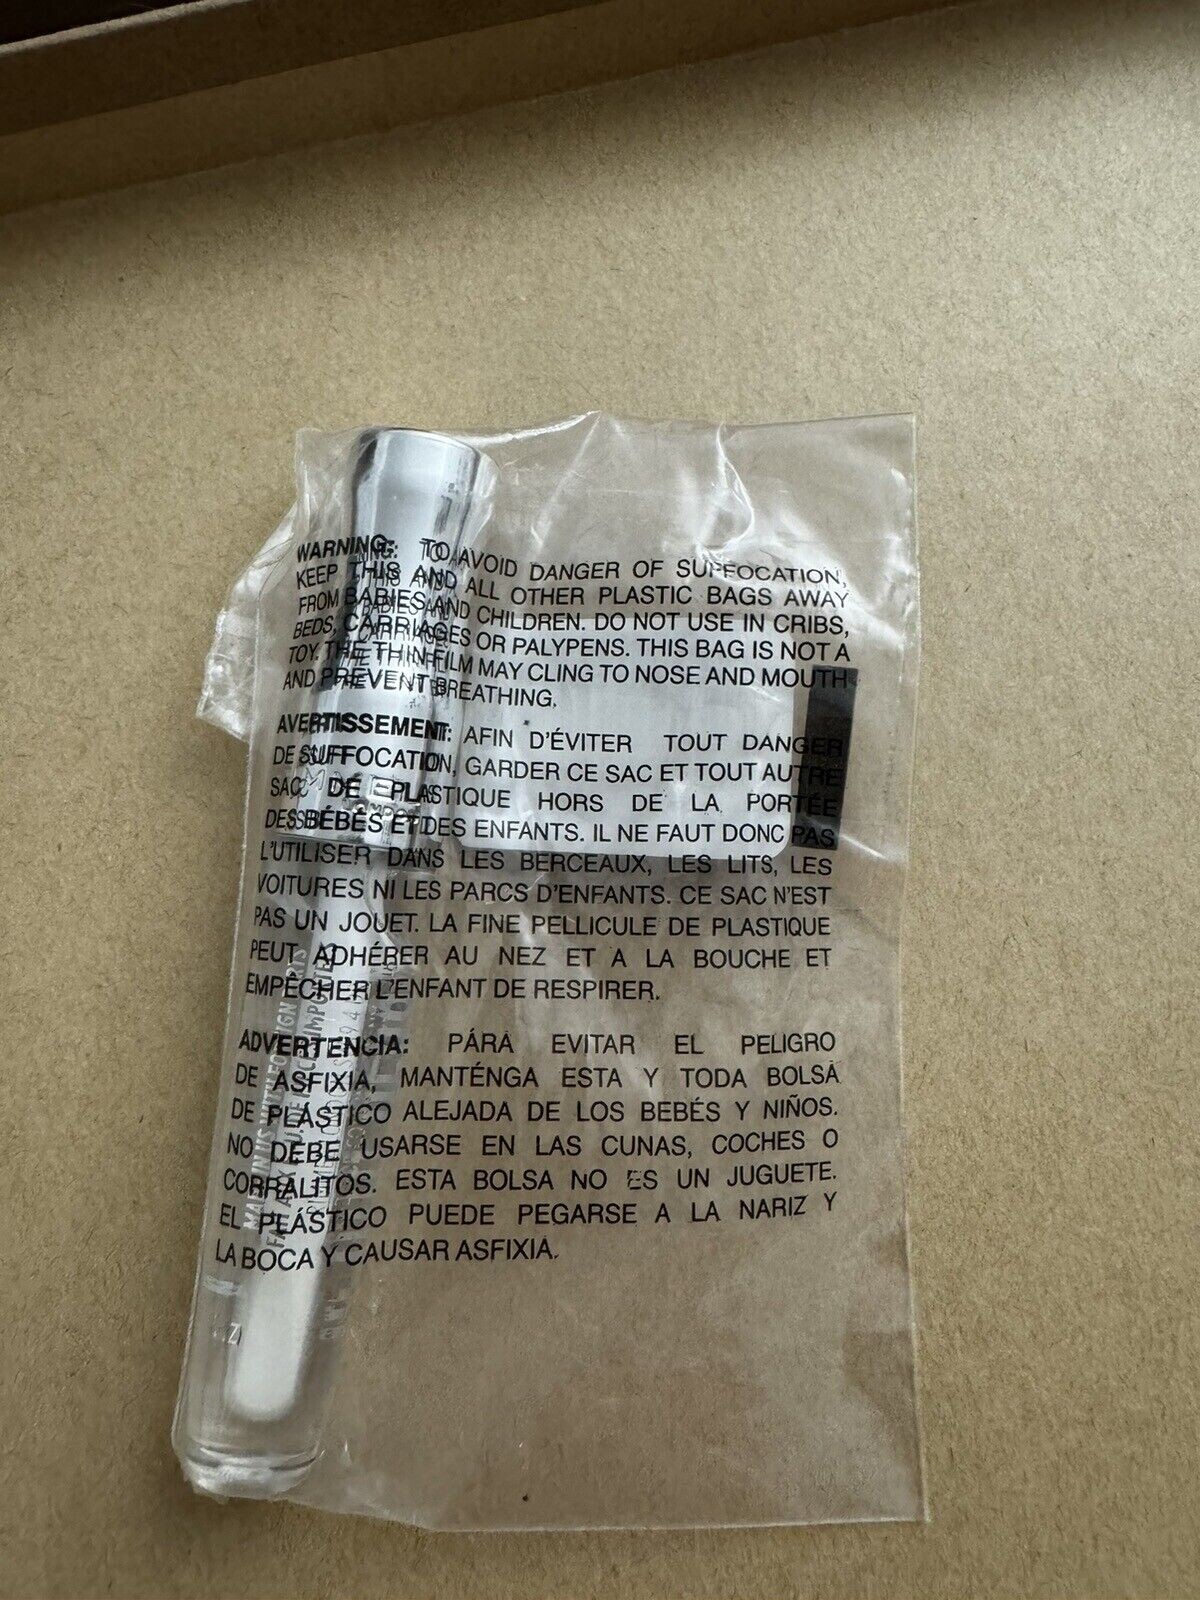 WARNING: TO AVOID DANGER OF SUFFOCATION,
KEEP THIS AND ALL OTHER PLASTIC BAGS AWAY
FROM BABIES AND CHILDREN. DO NOT USE IN CRIBS,
BEDS, CARRIAGES OR PALYPENS. THIS BAG IS NOT A
TOY. THE THIN FILM MAY CLING TO NOSE AND MOUTH
AND PREVENT BREATHING.
AVERTISSEMENT: AFIN D'ÉVITER TOUT DANGER
DE SUFFOCATION, GARDER CE SAC ET TOUT AUTRE
SAC DE PLASTIQUE HORS DE LA PORTÉE
DES BÉBÉS ET DES ENFANTS. IL NE FAUT DONC PAS
L'UTILISER DANS LES BERCEAUX, LES LITS, LES
VOITURES NI LES PARCS D'ENFANTS. CE SAC N'EST
PAS UN JOUET. LA FINE PELLICULE DE PLASTIQUE
PEUT ADHÉRER AU NEZ ET A LA BOUCHE ET
EMPÊCHER L'ENFANT DE RESPIRER.
ADVERTENCIA: PÁRA EVITAR EL PELIGRO
DE ASFIXIA, MANTÉNGA ESTA Y TODA BOLSA
DE PLÁSTICO ALEJADA DE LOS BEBÉS Y NIÑOS.
NO DEBE USARSE EN LAS CUNAS, COCHES O
CORRALITOS. ESTA BOLSA NO ES UN JUGUETE.
EL PLÁSTICO PUEDE PEGARSE A LA NARIZ Y
LA BOCA Y CAUSAR ASFIXIA.